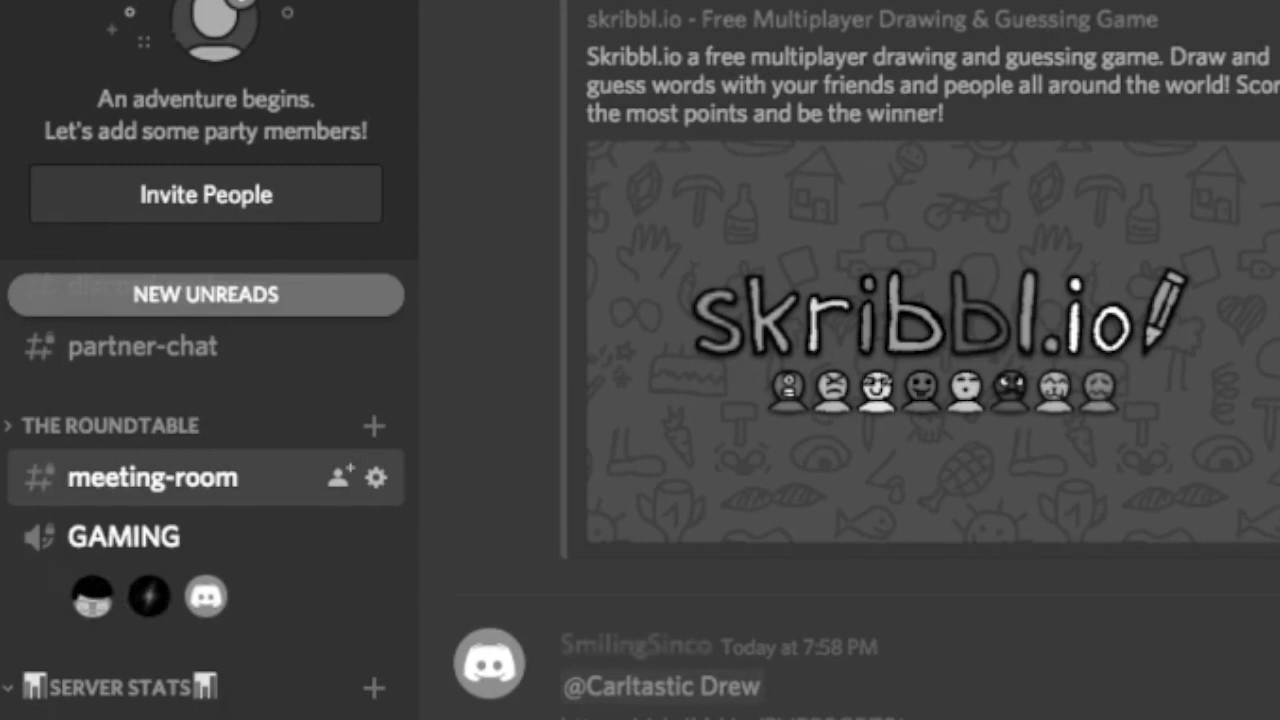 An adventure begins.
Let's add some party members!
Invite People
NEW UNREADS
partner-chat
THE ROUNDTABLE
meeting-room
GAMING
SERVER STATS
skribbl.io - Free Multiplayer Drawing & Guessing Game
Skribbl.io a free multiplayer drawing and guessing game. Draw and
guess words with your friends and people all around the world! Scor
the most points and be the winner!
skribbl.io
SmilingSinco Today at 7:58 PM
@Carltastic Drew